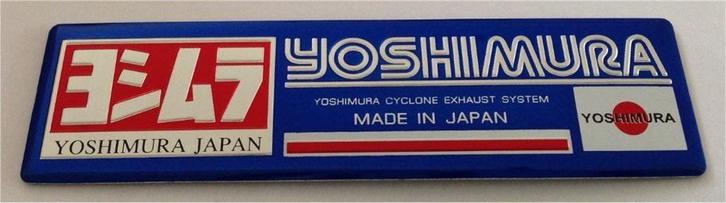 ヨシムラ
YOSHIMURA JAPAN
YOSHIMURA
YOSHIMURA CYCLONE EXHAUST SYSTEM
MADE IN JAPAN
YOSHIMURA